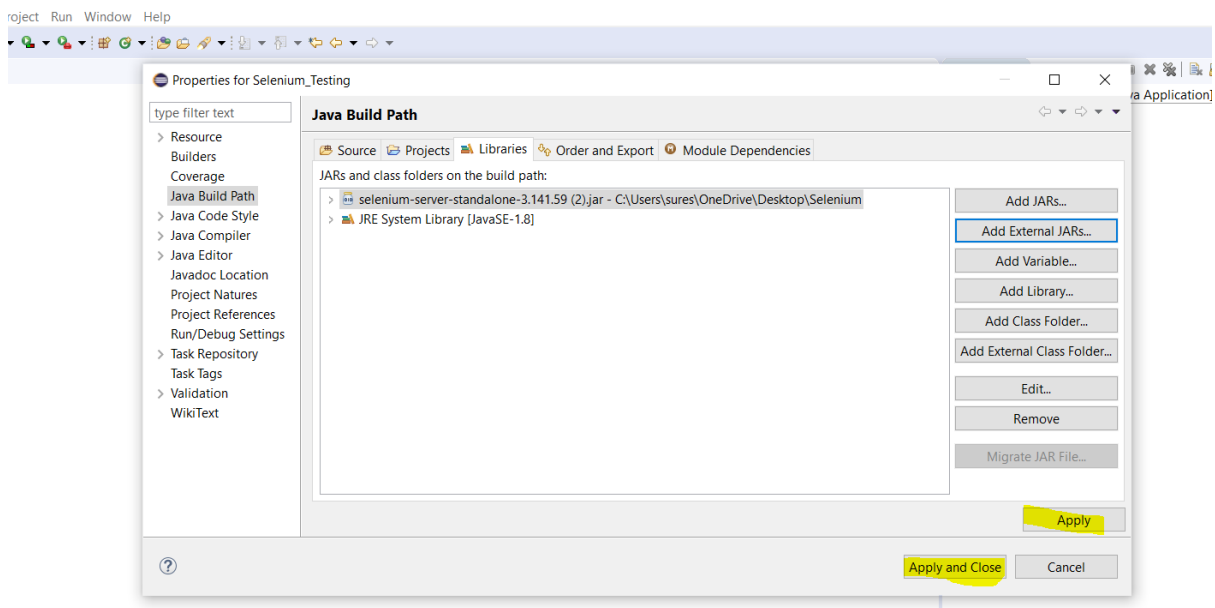 roject Run Window Help
Properties for Selenium_Testing
va Application]
type filter text
Java Build Path
Resource
Builders
Coverage
Java Build Path
Java Code Style
Java Compiler
Java Editor
Javadoc Location
Project Natures
Project References
Run/Debug Settings
Task Repository
Task Tags
Validation
WikiText
Source Projects Libraries Order and Export Module Dependencies
JARs and class folders on the build path:
selenium-server-standalone-3.141.59 (2).jar - C:\Users\sures\OneDrive\Desktop\Selenium
JRE System Library [JavaSE-1.8]
Add JARs...
Add External JARs...
Add Variable...
Add Library...
Add Class Folder...
Add External Class Folder...
Edit...
Remove
Migrate JAR File...
Apply
Apply and Close Cancel